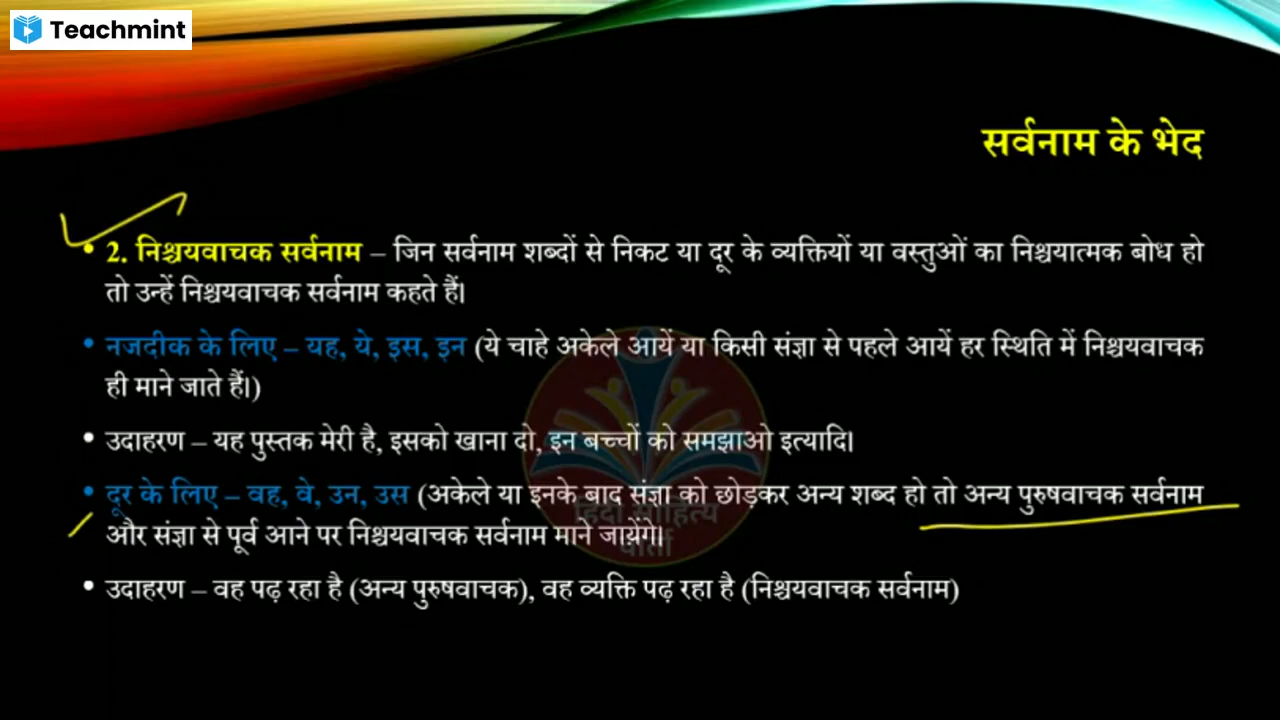 Teachmint
सर्वनाम के भेद
• 2. निश्चयवाचक सर्वनाम – जिन सर्वनाम शब्दों से निकट या दूर के व्यक्तियों या वस्तुओं का निश्चयात्मक बोध हो
तो उन्हें निश्चयवाचक सर्वनाम कहते हैं।
• नजदीक के लिए – यह, ये, इस, इन (ये चाहे अकेले आयें या किसी संज्ञा से पहले आयें हर स्थिति में निश्चयवाचक
ही माने जाते हैं।)
• उदाहरण – यह पुस्तक मेरी है, इसको खाना दो, इन बच्चों को समझाओ इत्यादि।
• दूर के लिए – वह, वे, उन, उस (अकेले या इनके बाद संज्ञा को छोड़कर अन्य शब्द हो तो अन्य पुरुषवाचक सर्वनाम
और संज्ञा से पूर्व आने पर निश्चयवाचक सर्वनाम माने जायेंगे।
• उदाहरण – वह पढ़ रहा है (अन्य पुरुषवाचक), वह व्यक्ति पढ़ रहा है (निश्चयवाचक सर्वनाम)
हिंदी साहित्य
वार्ता